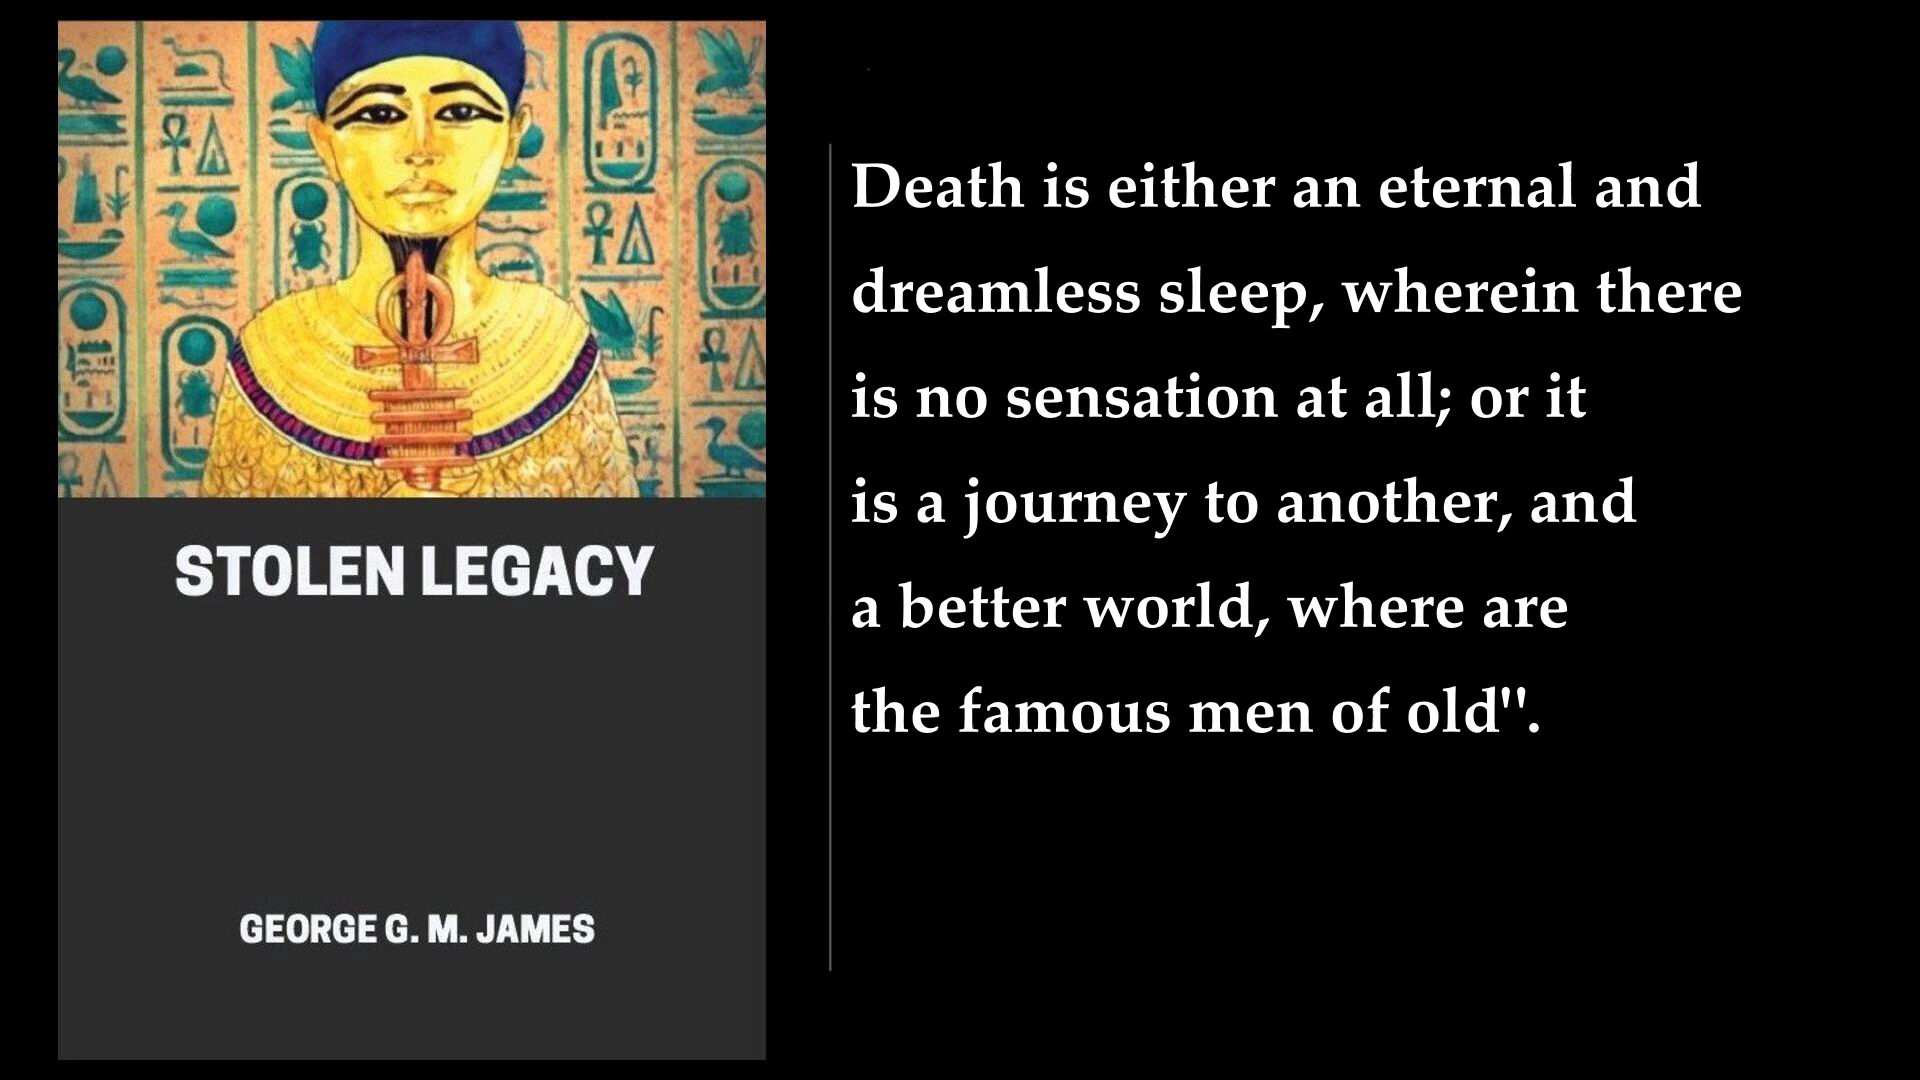 STOLEN LEGACY
GEORGE G. M. JAMES
Death is either an eternal and
dreamless sleep, wherein there
is no sensation at all; or it
is a journey to another, and
a better world, where are
the famous men of old".